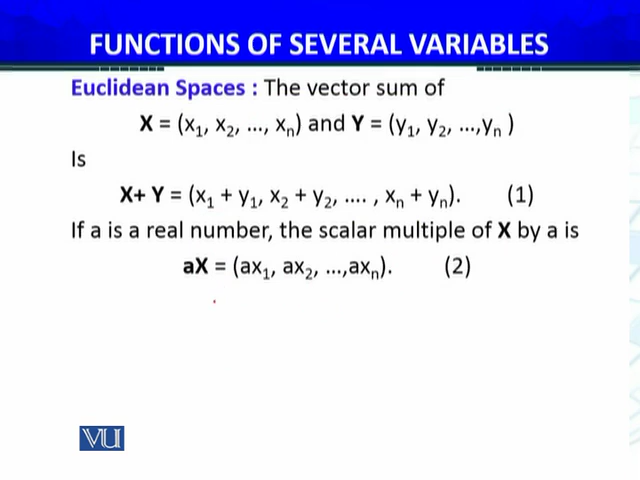 FUNCTIONS OF SEVERAL VARIABLES
Euclidean Spaces : The vector sum of
X = (x₁, x₂, ..., xₙ) and Y = (y₁, y₂, ...,yₙ )
Is
X+ Y = (x₁ + y₁, x₂ + y₂, .... , xₙ + yₙ). (1)
If a is a real number, the scalar multiple of X by a is
aX = (ax₁, ax₂, ...,axₙ). (2)
VU